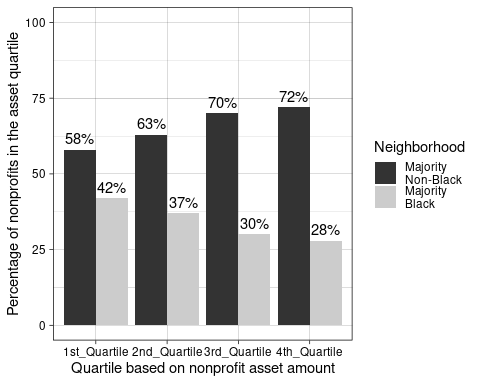 Percentage of nonprofits in the asset quartile
100
75
50
25
0
58%
42%
63%
37%
70%
30%
72%
28%
1st_Quartile 2nd_Quartile 3rd_Quartile 4th_Quartile
Quartile based on nonprofit asset amount
Neighborhood
Majority
Non-Black
Majority
Black